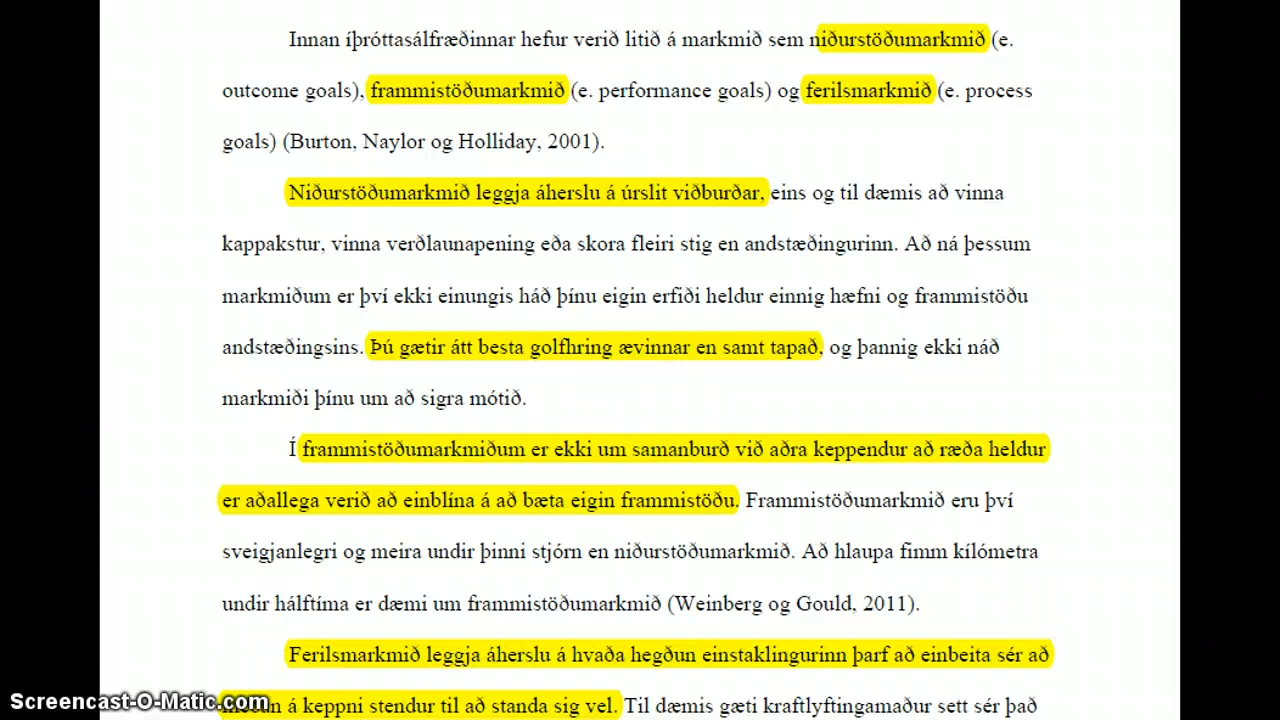 Innan íþróttasálfræðinnar hefur verið litið á markmið sem niðurstöðumarkmið (e.
outcome goals), frammistöðumarkmið (e. performance goals) og ferilsmarkmið (e. process
goals) (Burton, Naylor og Holliday, 2001).
Niðurstöðumarkmið leggja áherslu á úrslit viðburðar, eins og til dæmis að vinna
kappakstur, vinna verðlaunapening eða skora fleiri stig en andstæðingurinn. Að ná þessum
markmiðum er því ekki einungis háð þínu eigin erfiði heldur einnig hæfni og frammistöðu
andstæðingsins. Þú gætir átt besta golfhring ævinnar en samt tapað, og þannig ekki náð
markmiði þínu um að sigra mótið.
Í frammistöðumarkmiðum er ekki um samanburð við aðra keppendur að ræða heldur
er aðallega verið að einblína á að bæta eigin frammistöðu. Frammistöðumarkmið eru því
sveigjanlegri og meira undir þinni stjórn en niðurstöðumarkmið. Að hlaupa fimm kílómetra
undir hálftíma er dæmi um frammistöðumarkmið (Weinberg og Gould, 2011).
Ferilsmarkmið leggja áherslu á hvaða hegðun einstaklingurinn þarf að einbeita sér að
á keppni stendur til að standa sig vel. Til dæmis gæti kraftlyftingamaður sett sér það
Screencast-O-Matic.com